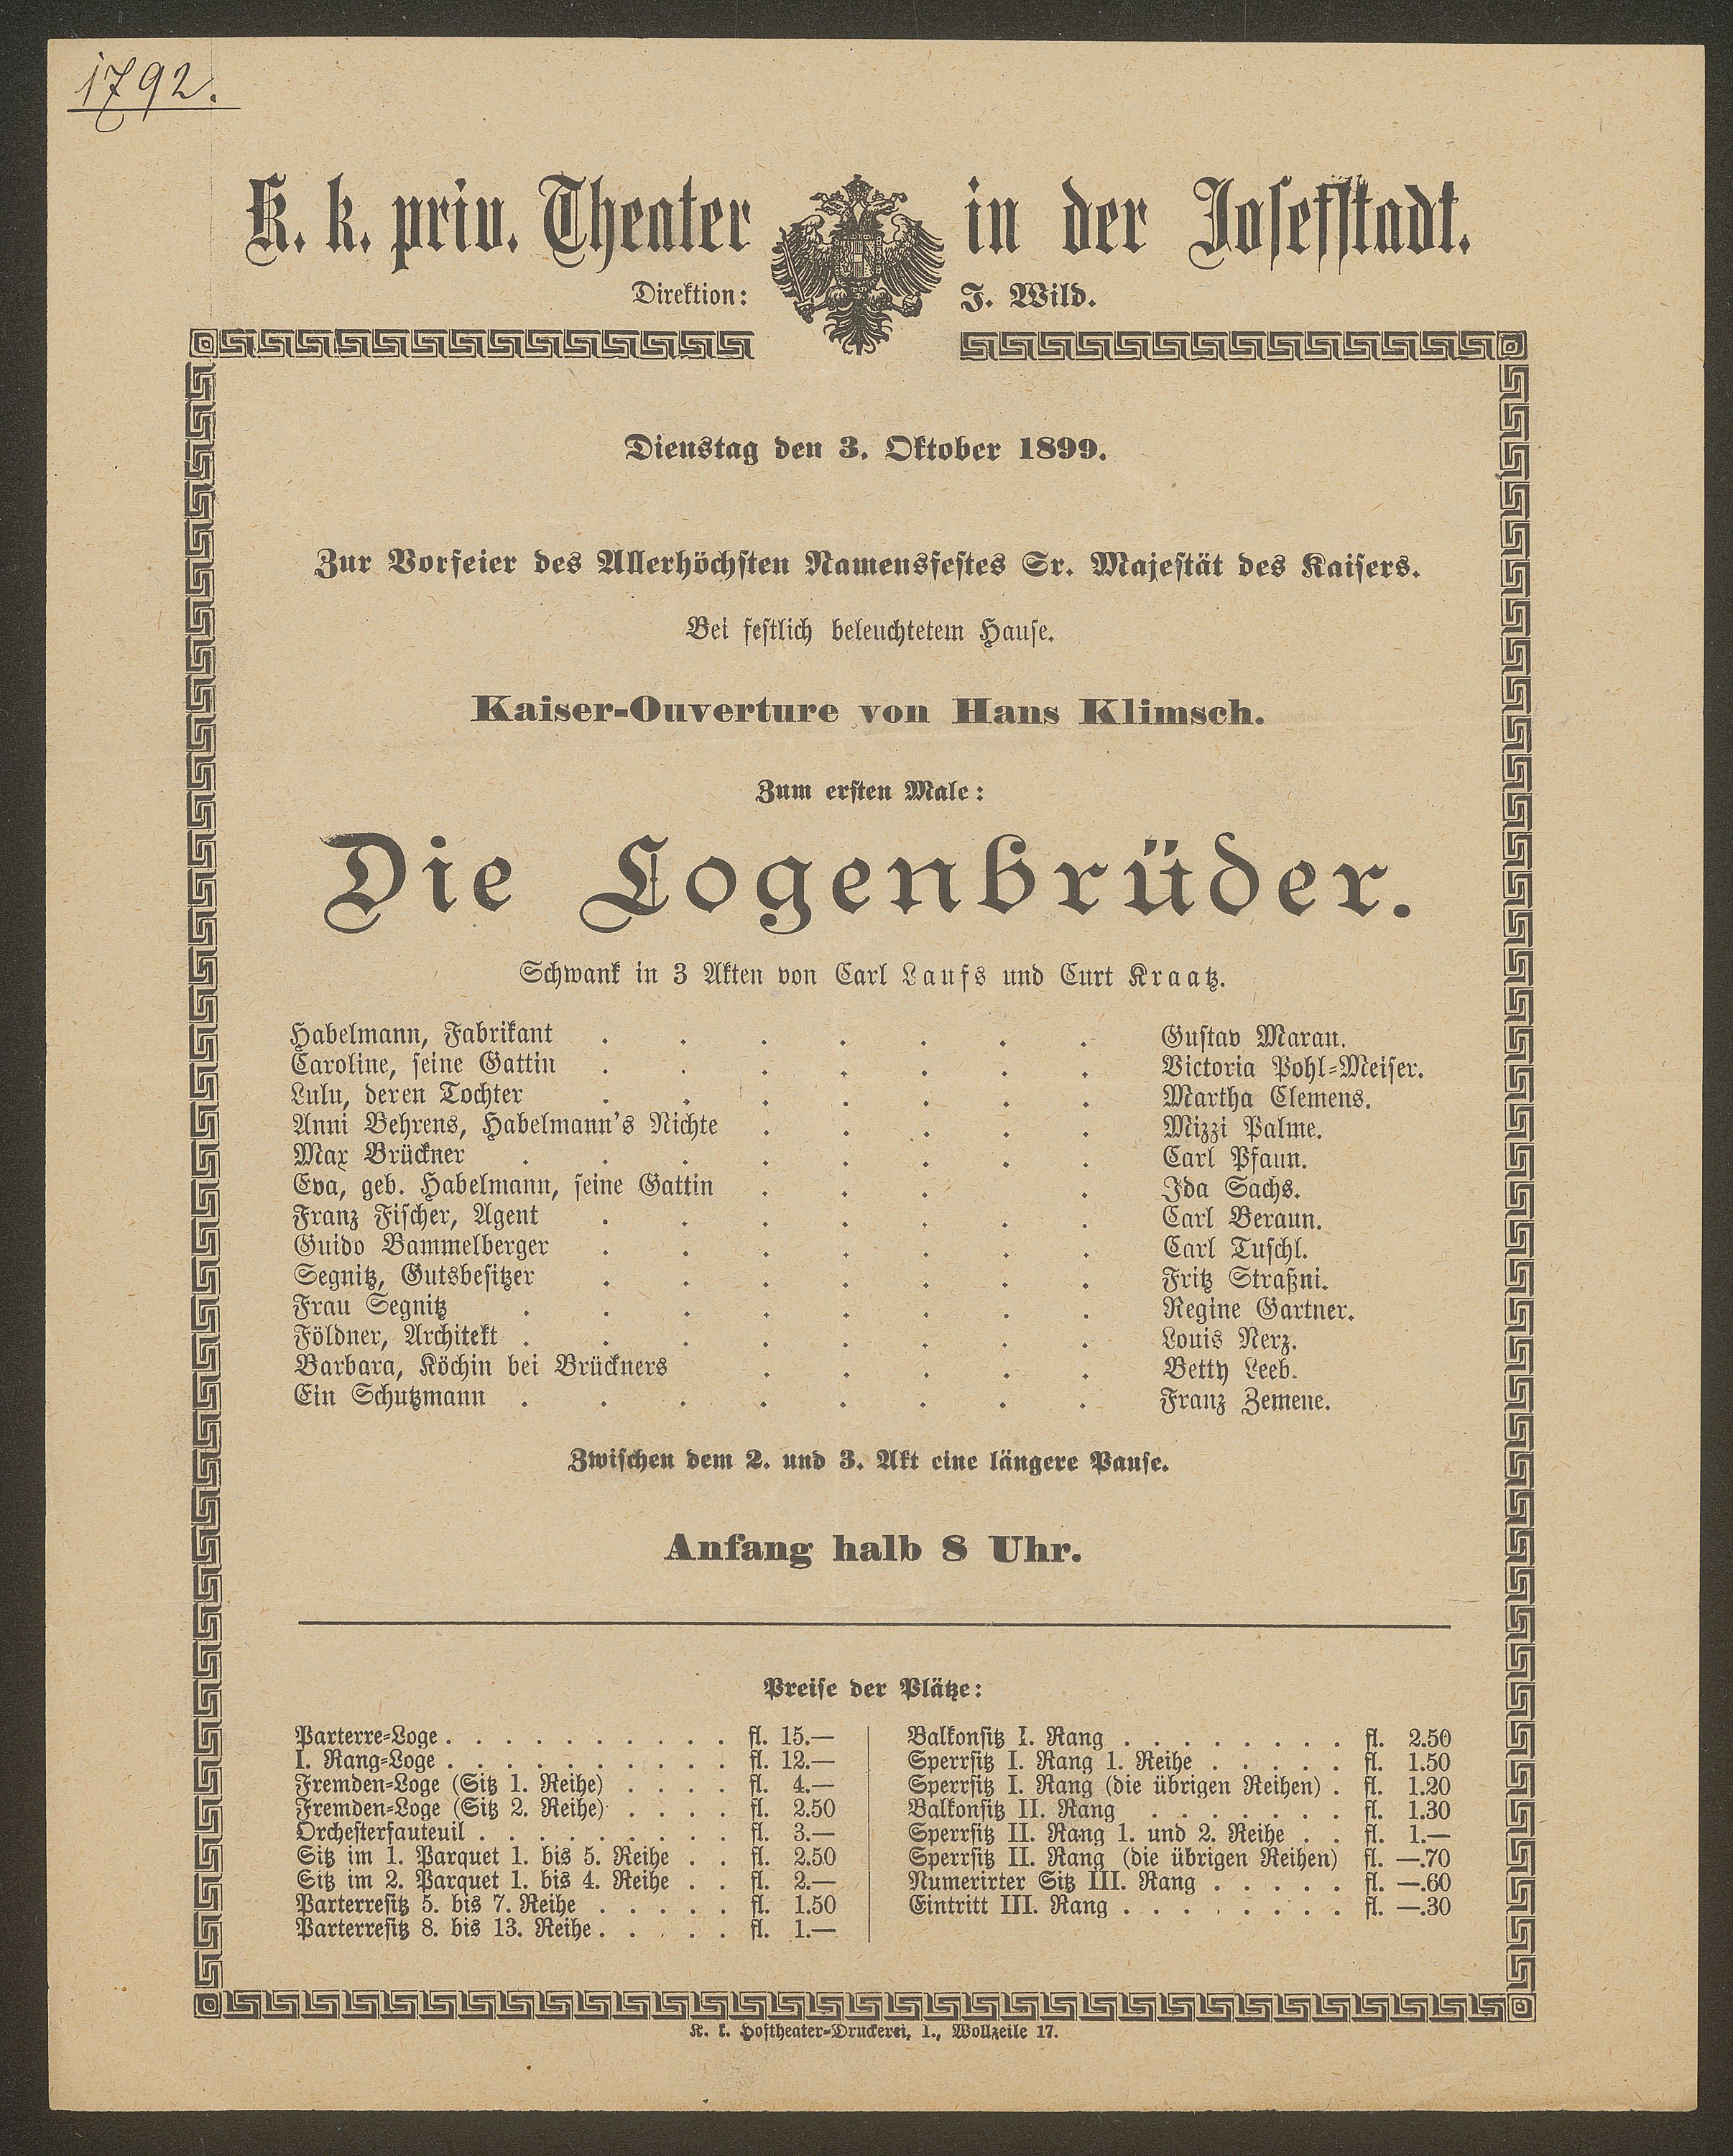 1792.
K. k. priv. Theater in der Josefstadt.
Direktion: J. Wild.
Dienstag den 3. Oktober 1899.
Zur Vorfeier des Allerhöchsten Namensfestes Sr. Majestät des Kaisers.
Bei festlich beleuchtetem Hause.
Kaiser-Ouverture von Hans Klimsch.
Zum ersten Male:
Die Logenbrüder.
Schwank in 3 Akten von Carl Laufs und Curt Kraatz.
Habelmann, Fabrikant . . . . . . . Gustav Maran.
Caroline, seine Gattin . . . . . . . Victoria Pohl-Meiser.
Lulu, deren Tochter . . . . . . . Martha Clemens.
Anni Behrens, Habelmann's Nichte . . . . . Mizzi Palme.
Max Brückner . . . . . . . . Carl Pfann.
Eva, geb. Habelmann, seine Gattin . . . . Ida Sachs.
Franz Fischer, Agent . . . . . . . Carl Beraun.
Guido Bammelberger . . . . . . . Carl Tuschl.
Segnitz, Gutsbesitzer . . . . . . . Fritz Straßni.
Frau Segnitz . . . . . . . . Regine Gartner.
Földner, Architekt . . . . . . . . Louis Nerz.
Barbara, Köchin bei Brückners . . . . . Betty Leeb.
Ein Schutzmann . . . . . . . . Franz Zemene.
Zwischen dem 2. und 3. Akt eine längere Pause.
Anfang halb 8 Uhr.
Preise der Plätze:
Parterre-Loge . . . . . . . . . . fl. 15.—
I. Rang-Loge . . . . . . . . . . fl. 12.—
Fremden-Loge (Sitz 1. Reihe) . . . . fl. 4.—
Fremden-Loge (Sitz 2. Reihe) . . . . fl. 2.50
Orchesterfauteuil . . . . . . . . . fl. 3.—
Sitz im 1. Parquet 1. bis 5. Reihe . . fl. 2.50
Sitz im 2. Parquet 1. bis 4. Reihe . . fl. 2.—
Parterresitz 5. bis 7. Reihe . . . . . fl. 1.50
Parterresitz 8. bis 13. Reihe . . . . . fl. 1.—
Balkonsitz I. Rang . . . . . . . . fl. 2.50
Sperrsitz I. Rang 1. Reihe . . . . . fl. 1.50
Sperrsitz I. Rang (die übrigen Reihen) . fl. 1.20
Balkonsitz II. Rang . . . . . . . fl. 1.30
Sperrsitz II. Rang 1. und 2. Reihe . . fl. 1.—
Sperrsitz II. Rang (die übrigen Reihen) fl. —.70
Numerirter Sitz III. Rang . . . . . fl. —.60
Eintritt III. Rang . . . . . . . . fl. —.30
K. k. Hoftheater-Druckerei, I., Wollzeile 17.